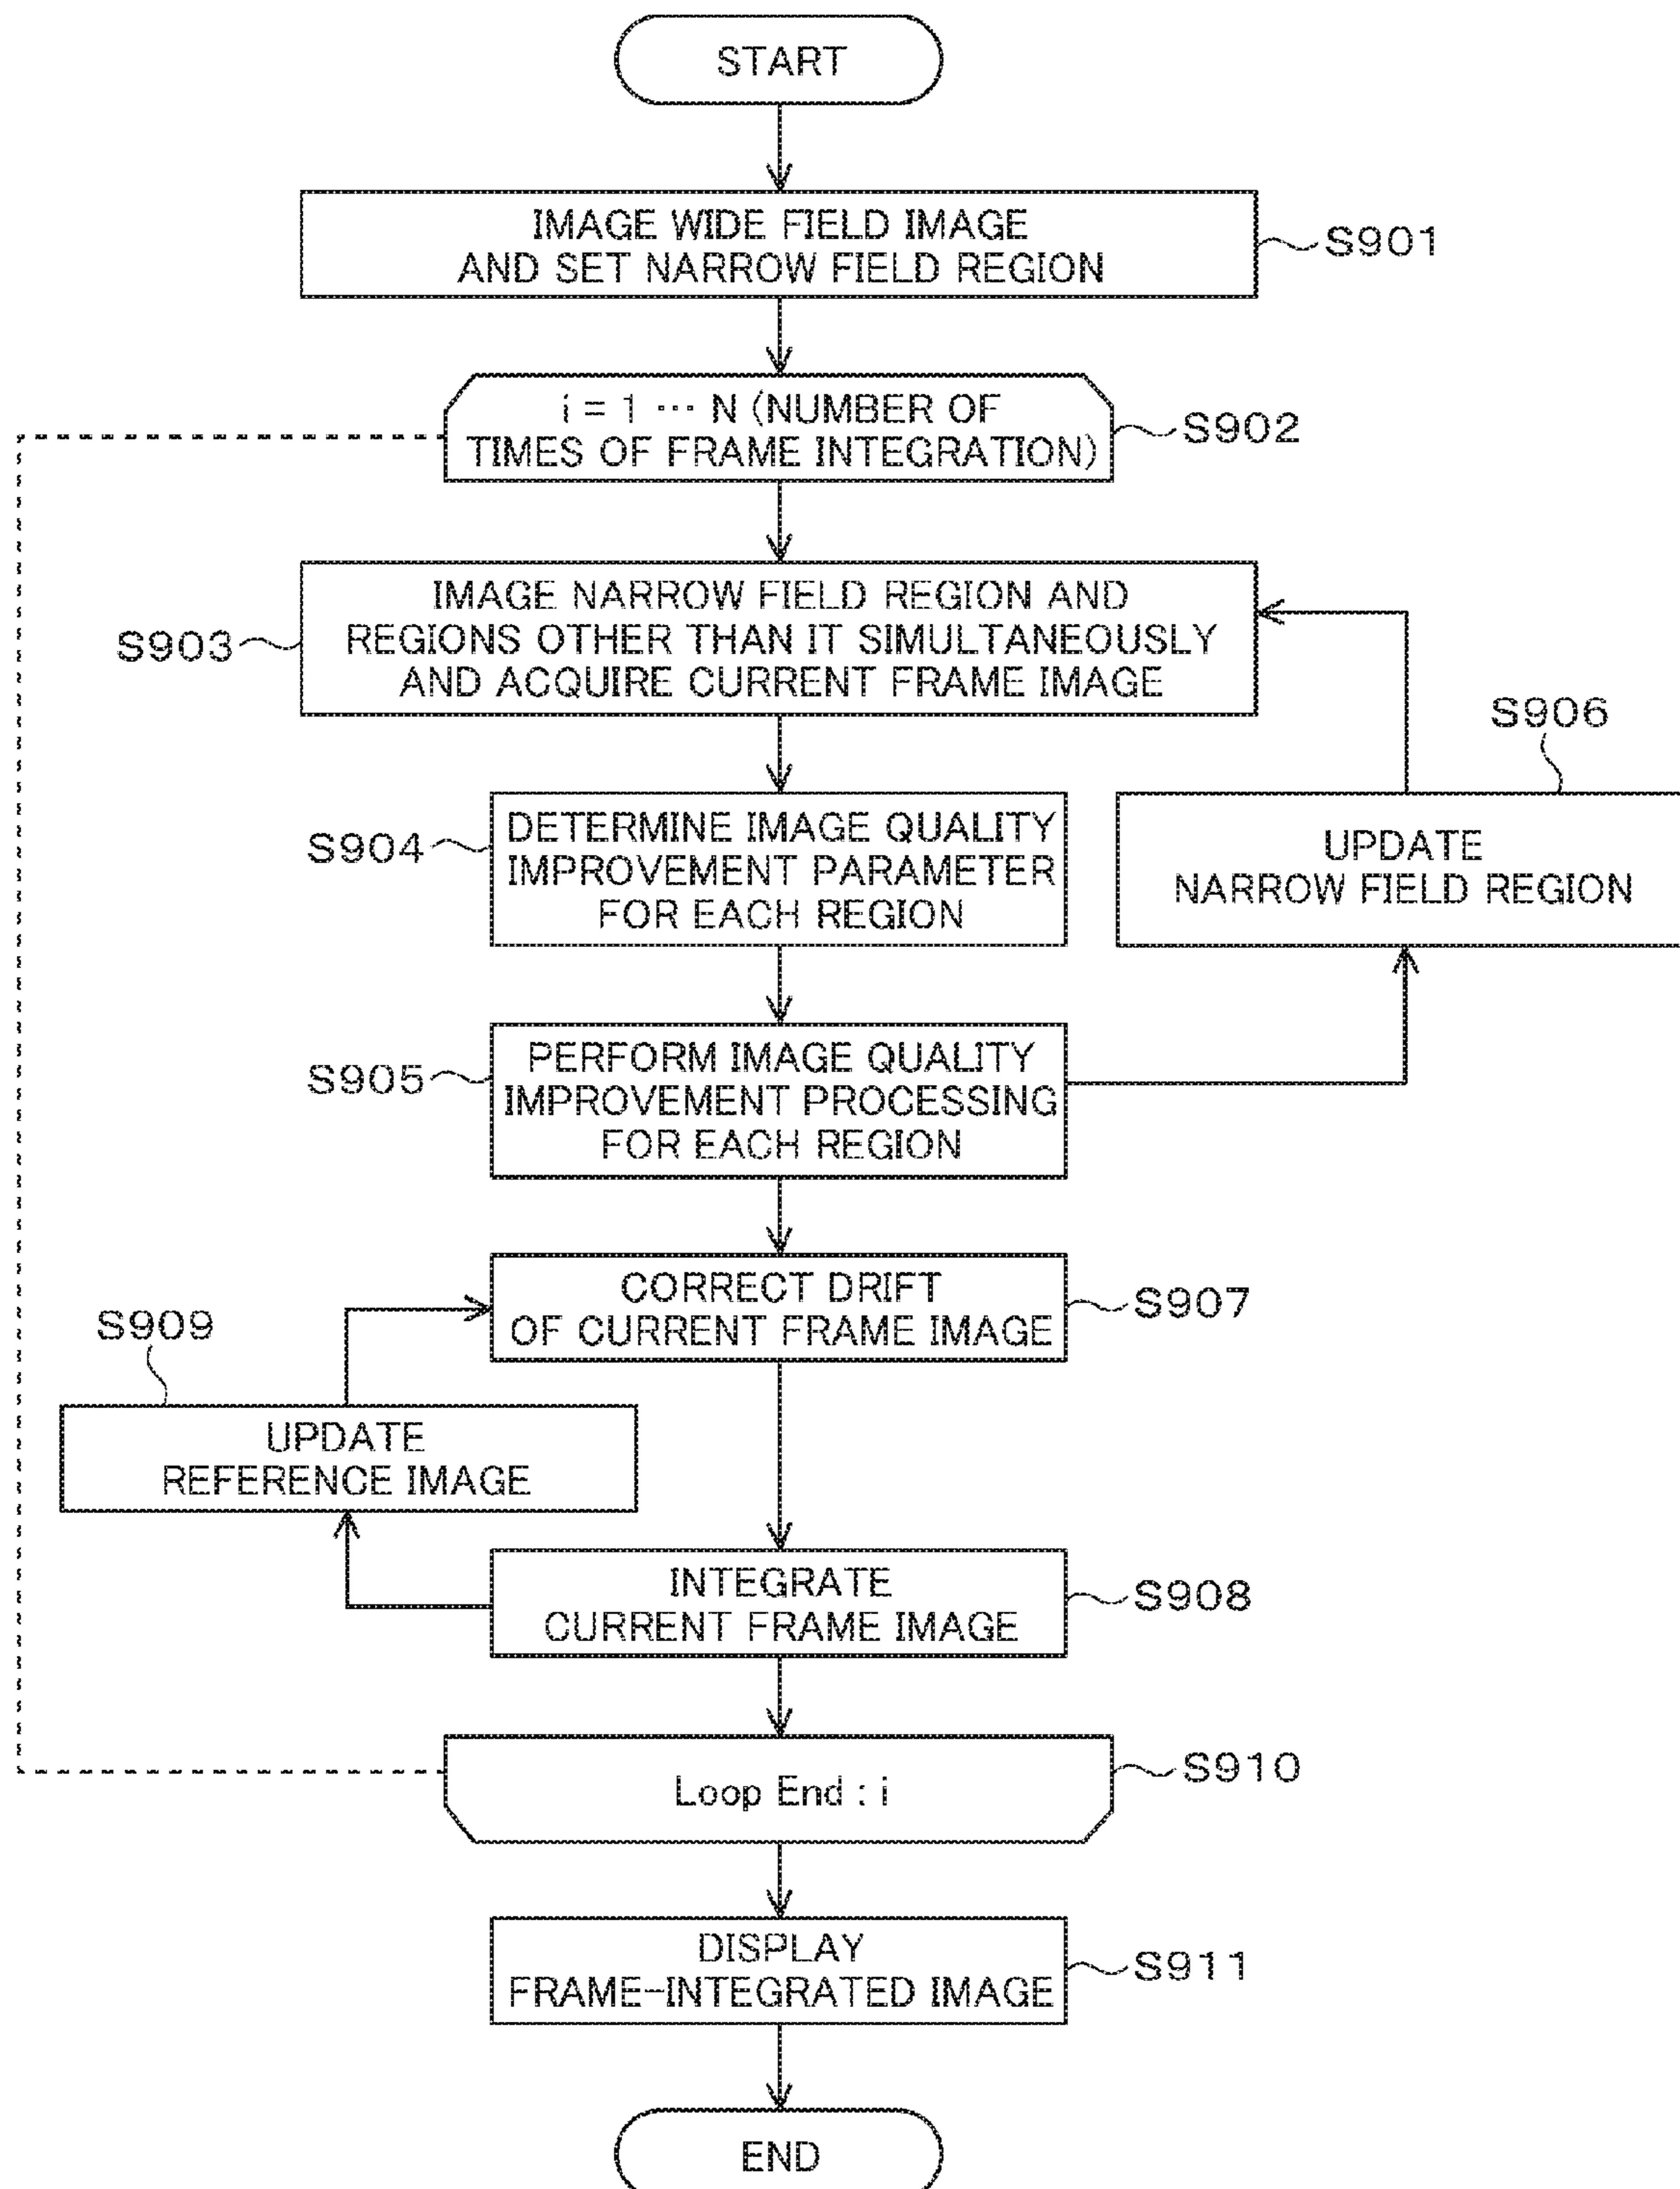 START
IMAGE WIDE FIELD IMAGE
AND SET NARROW FIELD REGION
S901
i = 1 ··· N (NUMBER OF
TIMES OF FRAME INTEGRATION)
S902
IMAGE NARROW FIELD REGION AND
REGIONS OTHER THAN IT SIMULTANEOUSLY
AND ACQUIRE CURRENT FRAME IMAGE
S903
S906
UPDATE
NARROW FIELD REGION
S904
DETERMINE IMAGE QUALITY
IMPROVEMENT PARAMETER
FOR EACH REGION
S905
PERFORM IMAGE QUALITY
IMPROVEMENT PROCESSING
FOR EACH REGION
CORRECT DRIFT
OF CURRENT FRAME IMAGE
S907
S909
UPDATE
REFERENCE IMAGE
INTEGRATE
CURRENT FRAME IMAGE
S908
Loop End : i
S910
DISPLAY
FRAME-INTEGRATED IMAGE
S911
END